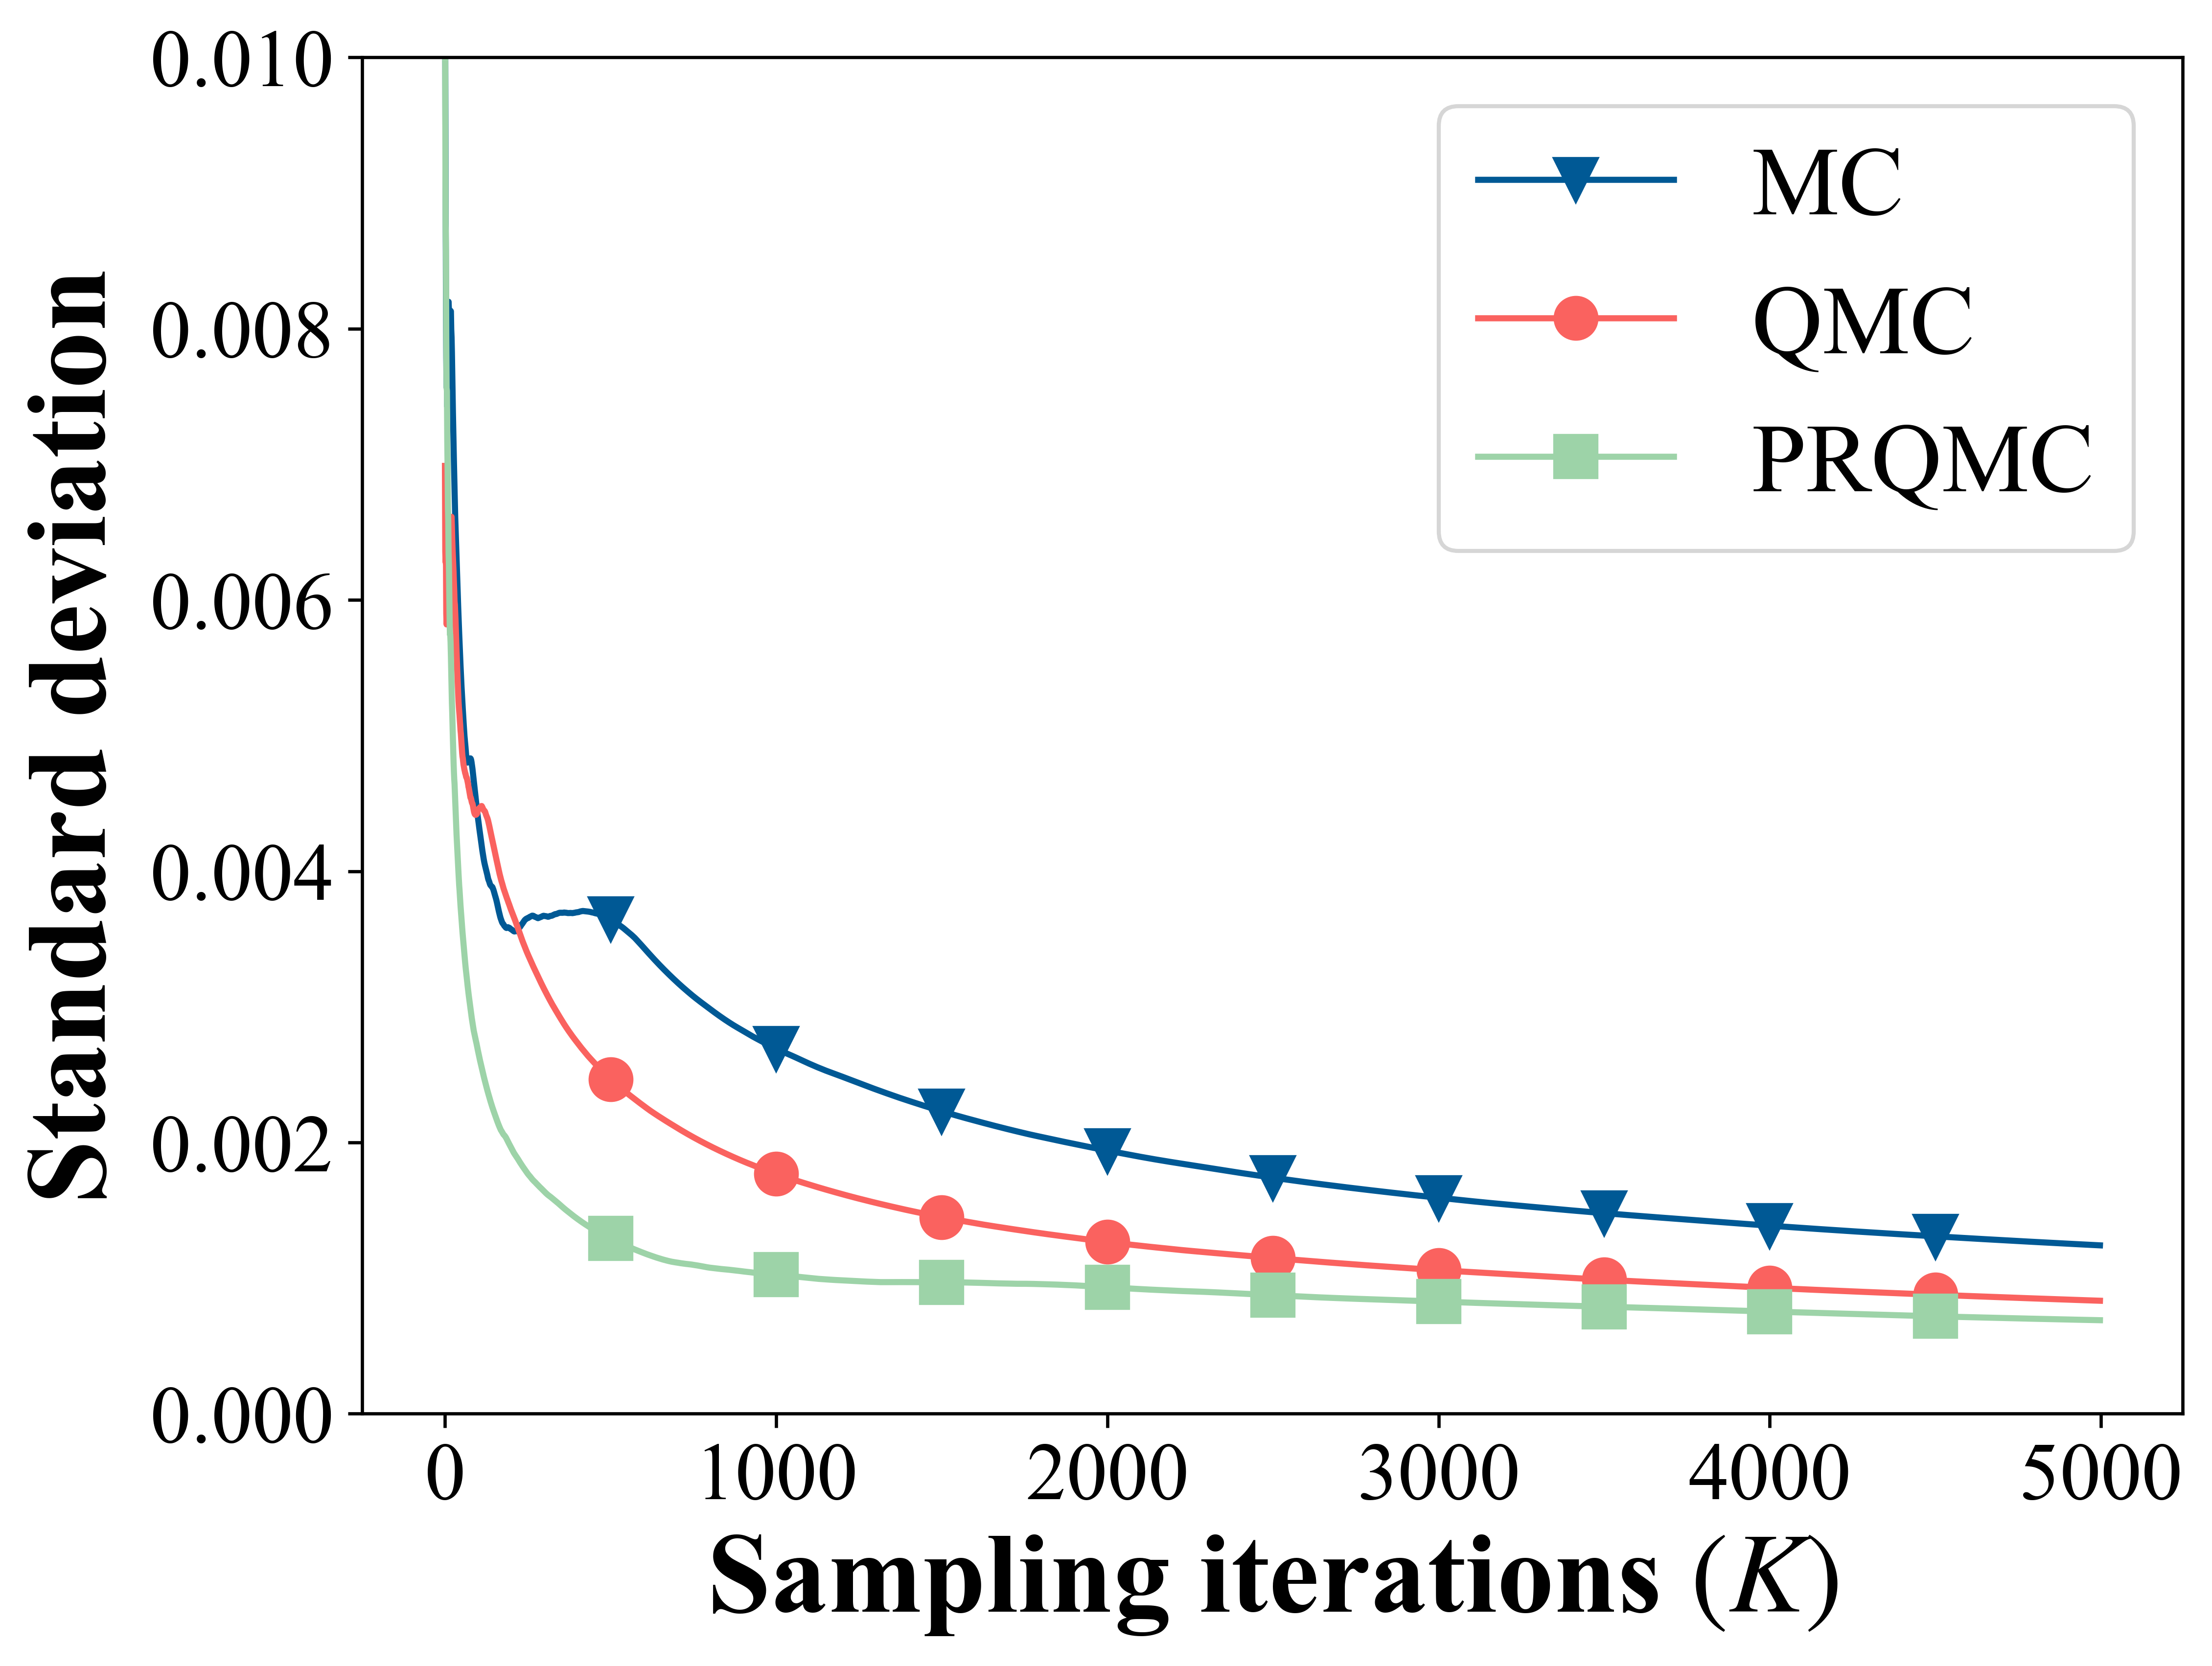 0.010
0.008
0.006
0.004
0.002
0.000
Standard deviation
MC
QMC
PRQMC
0 1000 2000 3000 4000 5000
Sampling iterations (K)